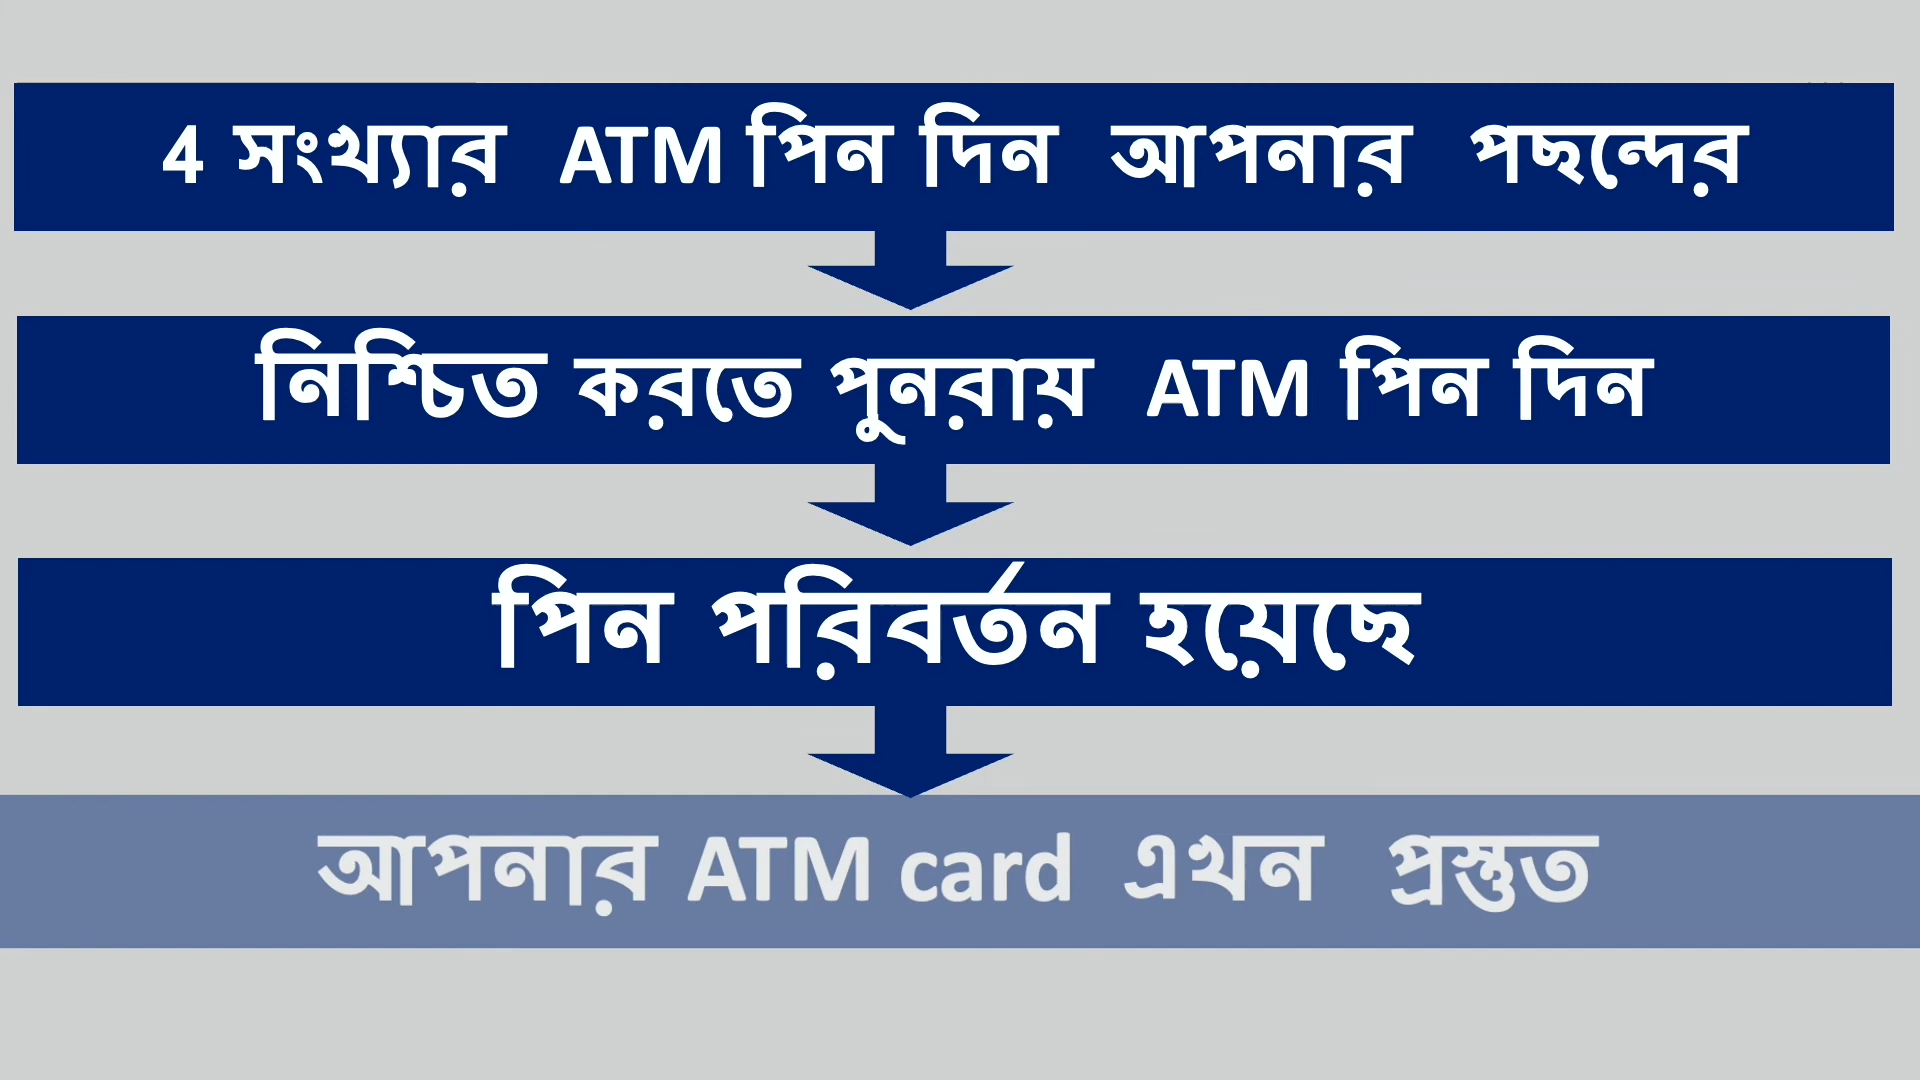 4 সংখ্যার ATM পিন দিন আপনার পছন্দের
নিশ্চিত করতে পুনরায় ATM পিন দিন
পিন পরিবর্তন হয়েছে
আপনার ATM card এখন প্রস্তুত